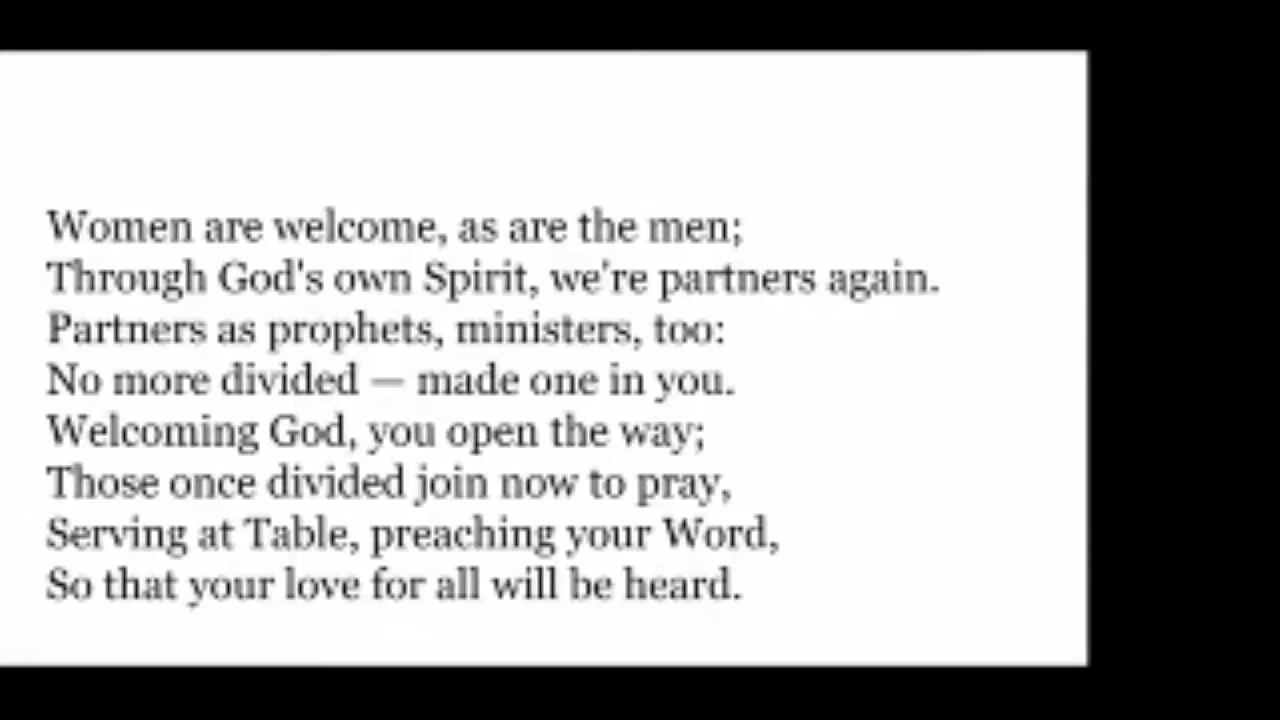 Women are welcome, as are the men;
Through God's own Spirit, we're partners again.
Partners as prophets, ministers, too:
No more divided — made one in you.
Welcoming God, you open the way;
Those once divided join now to pray,
Serving at Table, preaching your Word,
So that your love for all will be heard.